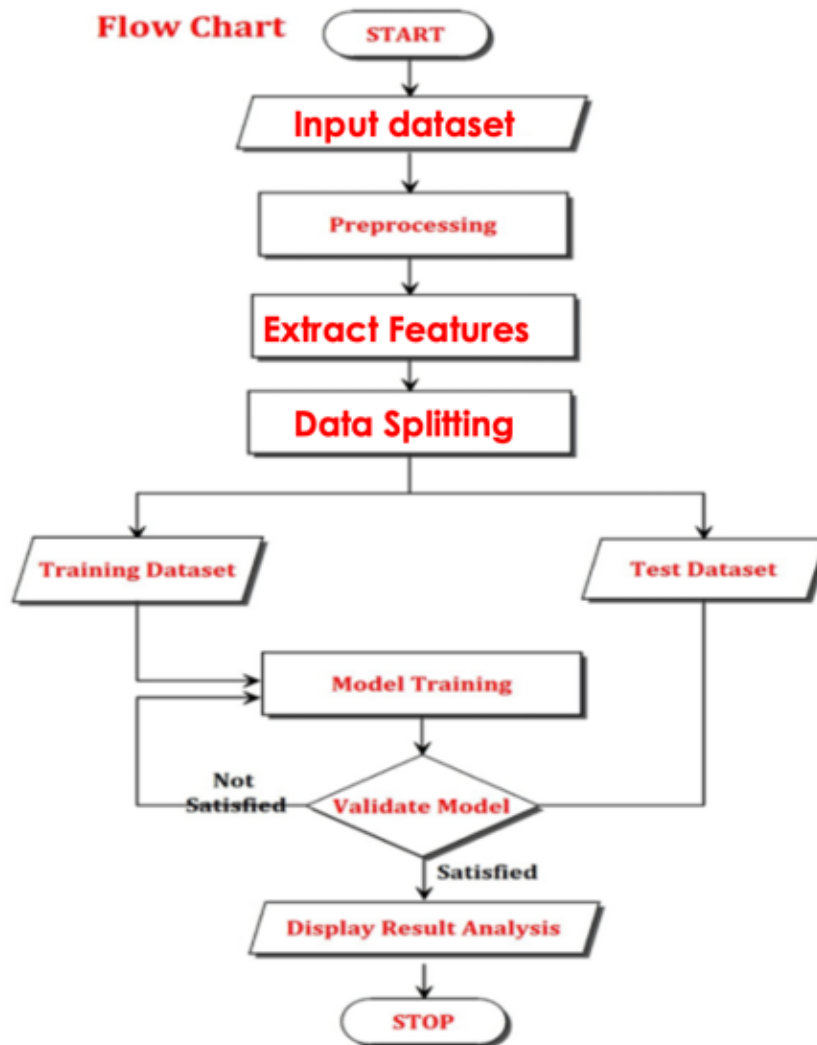 Flow Chart
START
Input dataset
Preprocessing
Extract Features
Data Splitting
Training Dataset
Test Dataset
Model Training
Not
Satisfied
Validate Model
Satisfied
Display Result Analysis
STOP